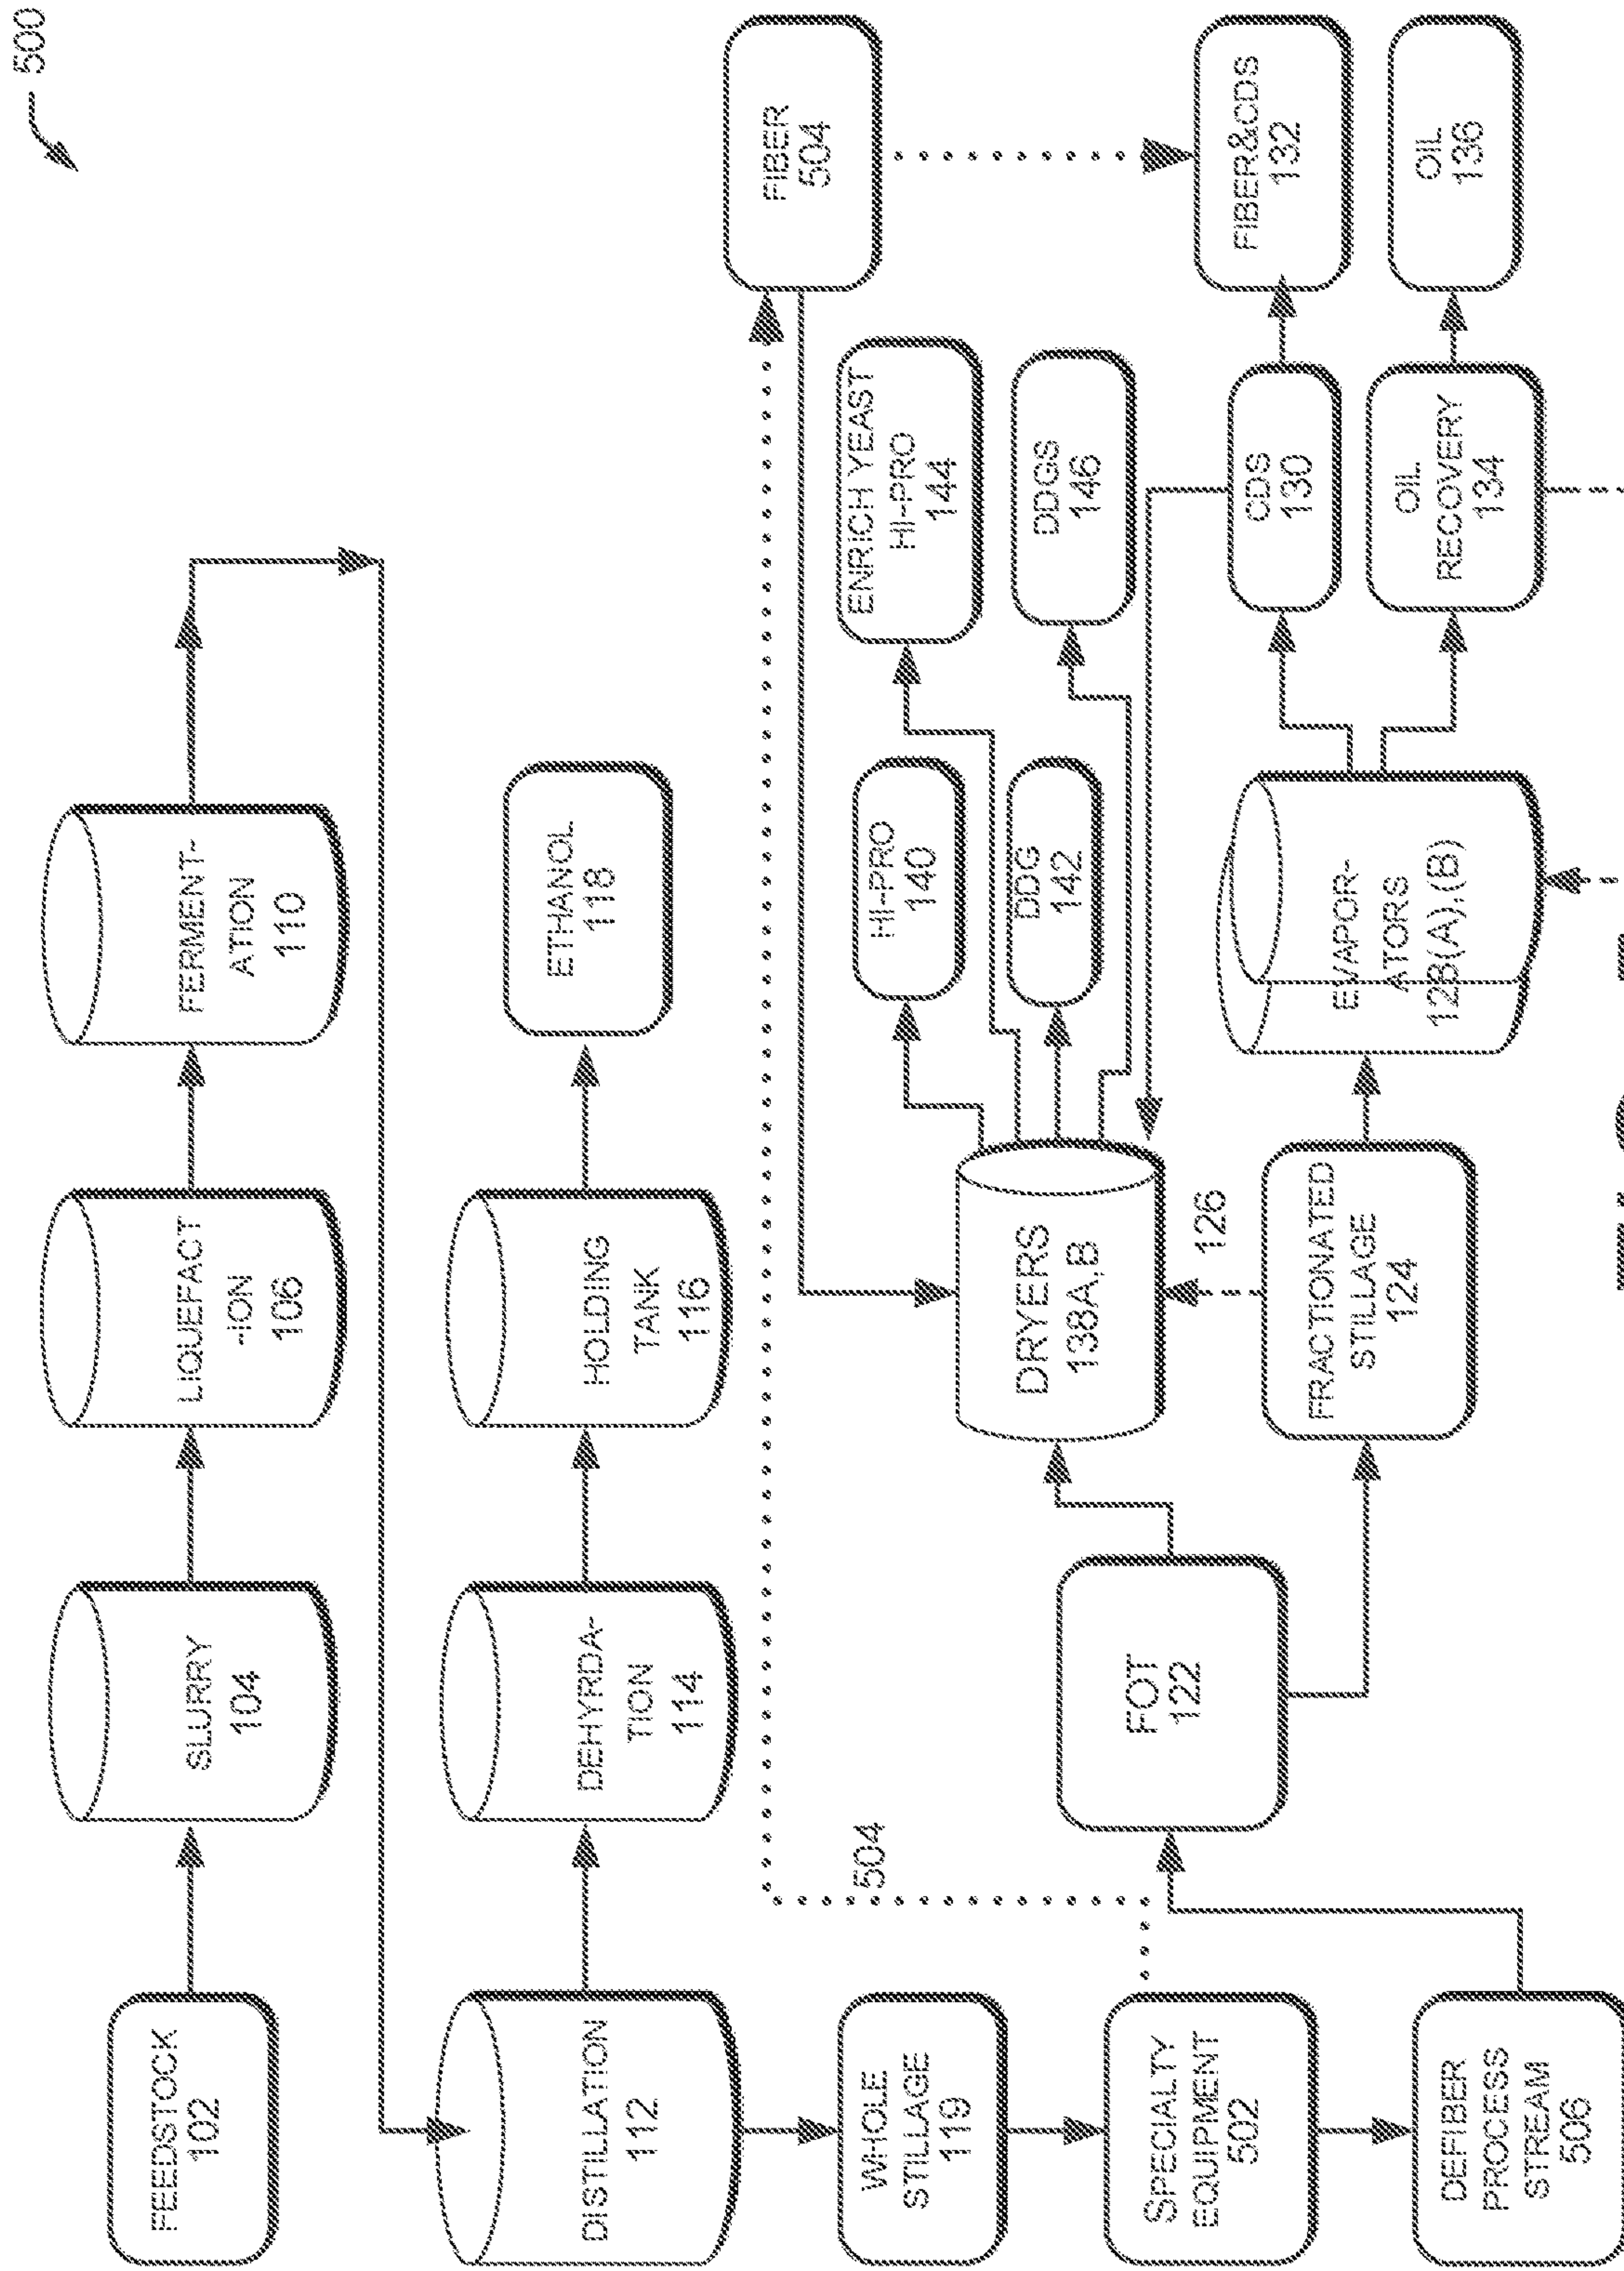 500
FEEDSTOCK
102
SLURRY
104
LIQUEFACT
-ION
106
FERMENT-
ATION
110
DISTILLATION
112
DEHYRDA-
TION
114
HOLDING
TANK
116
ETHANOL
118
WHOLE
STILLAGE
119
504
FIBER
504
HI-PRO
140
ENRICH YEAST
HI-PRO
144
SPECIALTY
EQUIPMENT
502
FOT
122
DRYERS
138A,B
DDG
142
DDGS
146
126
FIBER&CDS
132
CDS
130
DEFIBER
PROCESS
STREAM
506
FRACTIONATED
STILLAGE
124
EVAPOR-
ATORS
128(A),(B)
OIL
RECOVERY
134
OIL
136